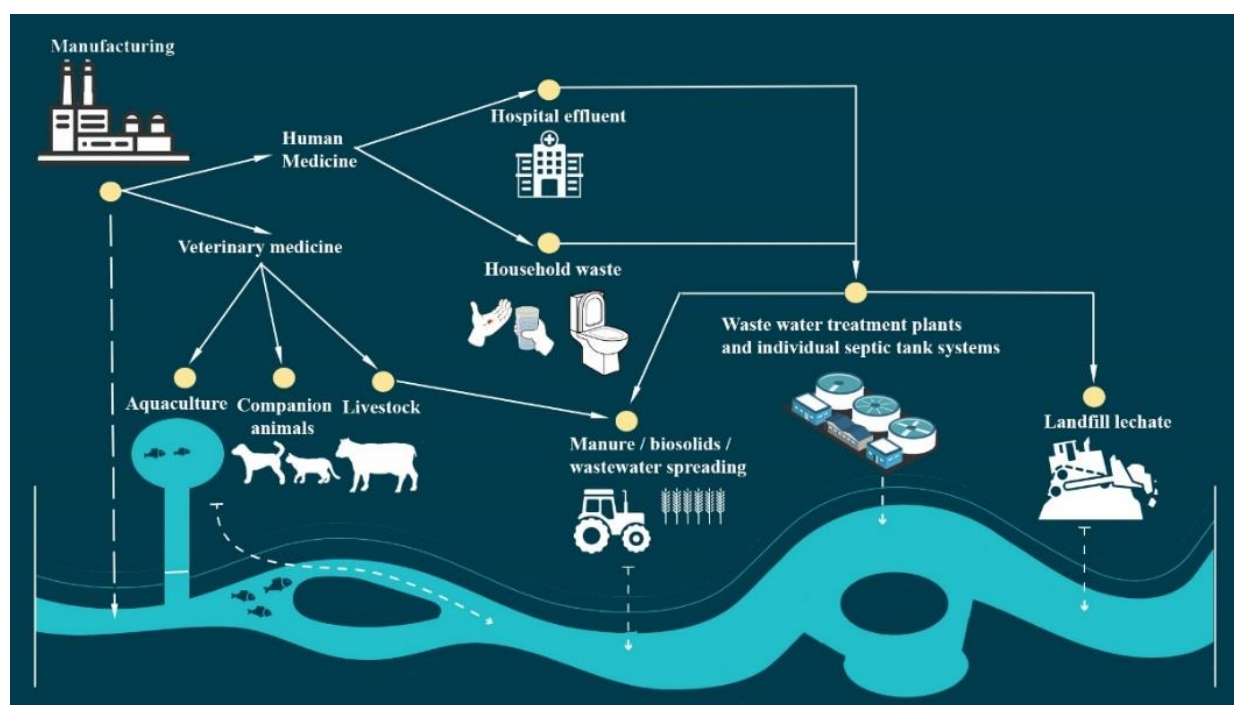 Manufacturing
Human
Medicine
Hospital effluent
Veterinary medicine
Household waste
Waste water treatment plants
and individual septic tank systems
Aquaculture
Companion
animals
Livestock
Manure / biosolids /
wastewater spreading
Landfill lechate